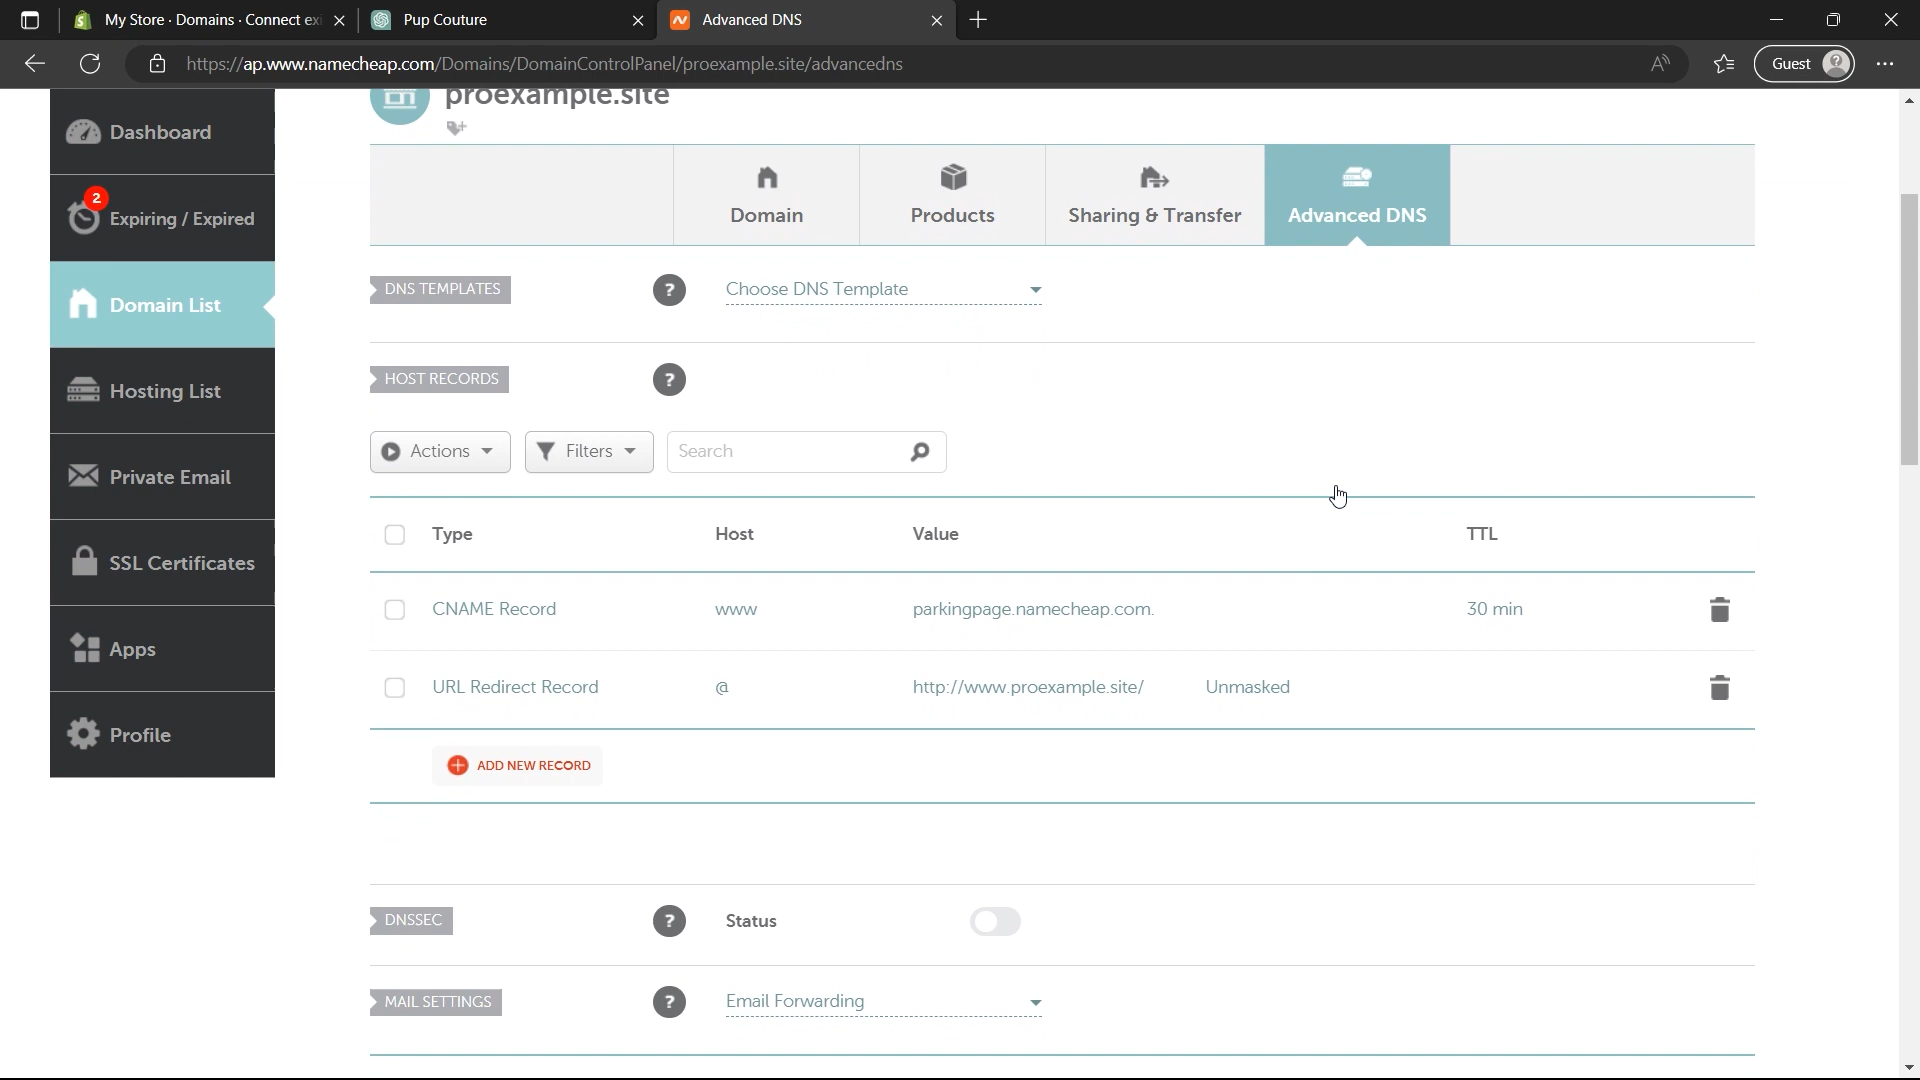 My Store · Domains · Connect exi
Pup Couture
Advanced DNS
https://ap.www.namecheap.com/Domains/DomainControlPanel/proexample.site/advancedns
Guest
proexample.site
Dashboard
2
Expiring / Expired
Domain List
Hosting List
Private Email
SSL Certificates
Apps
Profile
Domain
Products
Sharing & Transfer
Advanced DNS
DNS TEMPLATES
?
Choose DNS Template
HOST RECORDS
?
Actions
Filters
Search
Type Host Value TTL
CNAME Record www parkingpage.namecheap.com. 30 min
URL Redirect Record @ http://www.proexample.site/ Unmasked
ADD NEW RECORD
DNSSEC
?
Status
MAIL SETTINGS
?
Email Forwarding